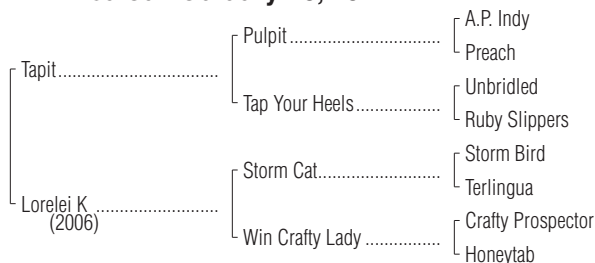 A.P. Indy
Pulpit
Preach
Tapit
Unbridled
Tap Your Heels
Ruby Slippers
Storm Bird
Storm Cat
Terlingua
Lorelei K
(2006)
Crafty Prospector
Win Crafty Lady
Honeytab